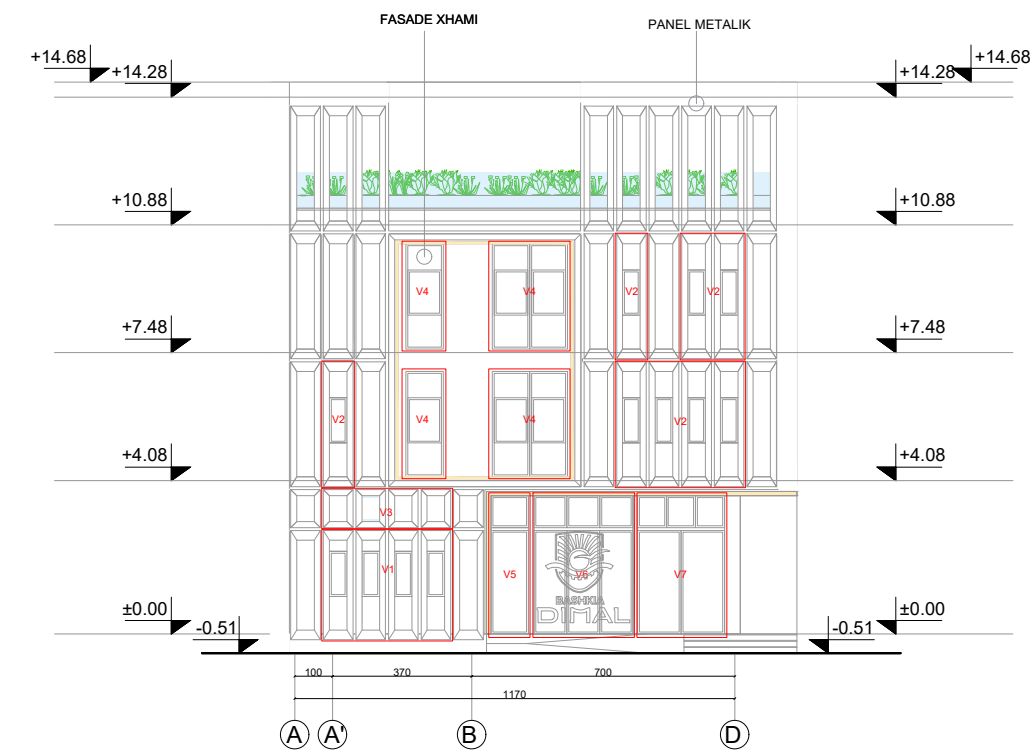 FASADE XHAMI
PANEL METALIK
+14.68
+14.28
+14.28
+14.68
+10.88
+10.88
V4
V4
V2
V2
+7.48
+7.48
V2
V4
V4
V2
+4.08
+4.08
V3
V1
V5
V6
V7
BASHKIA
DIMAL
±0.00
±0.00
-0.51
-0.51
100
370
700
1170
A
A'
B
D